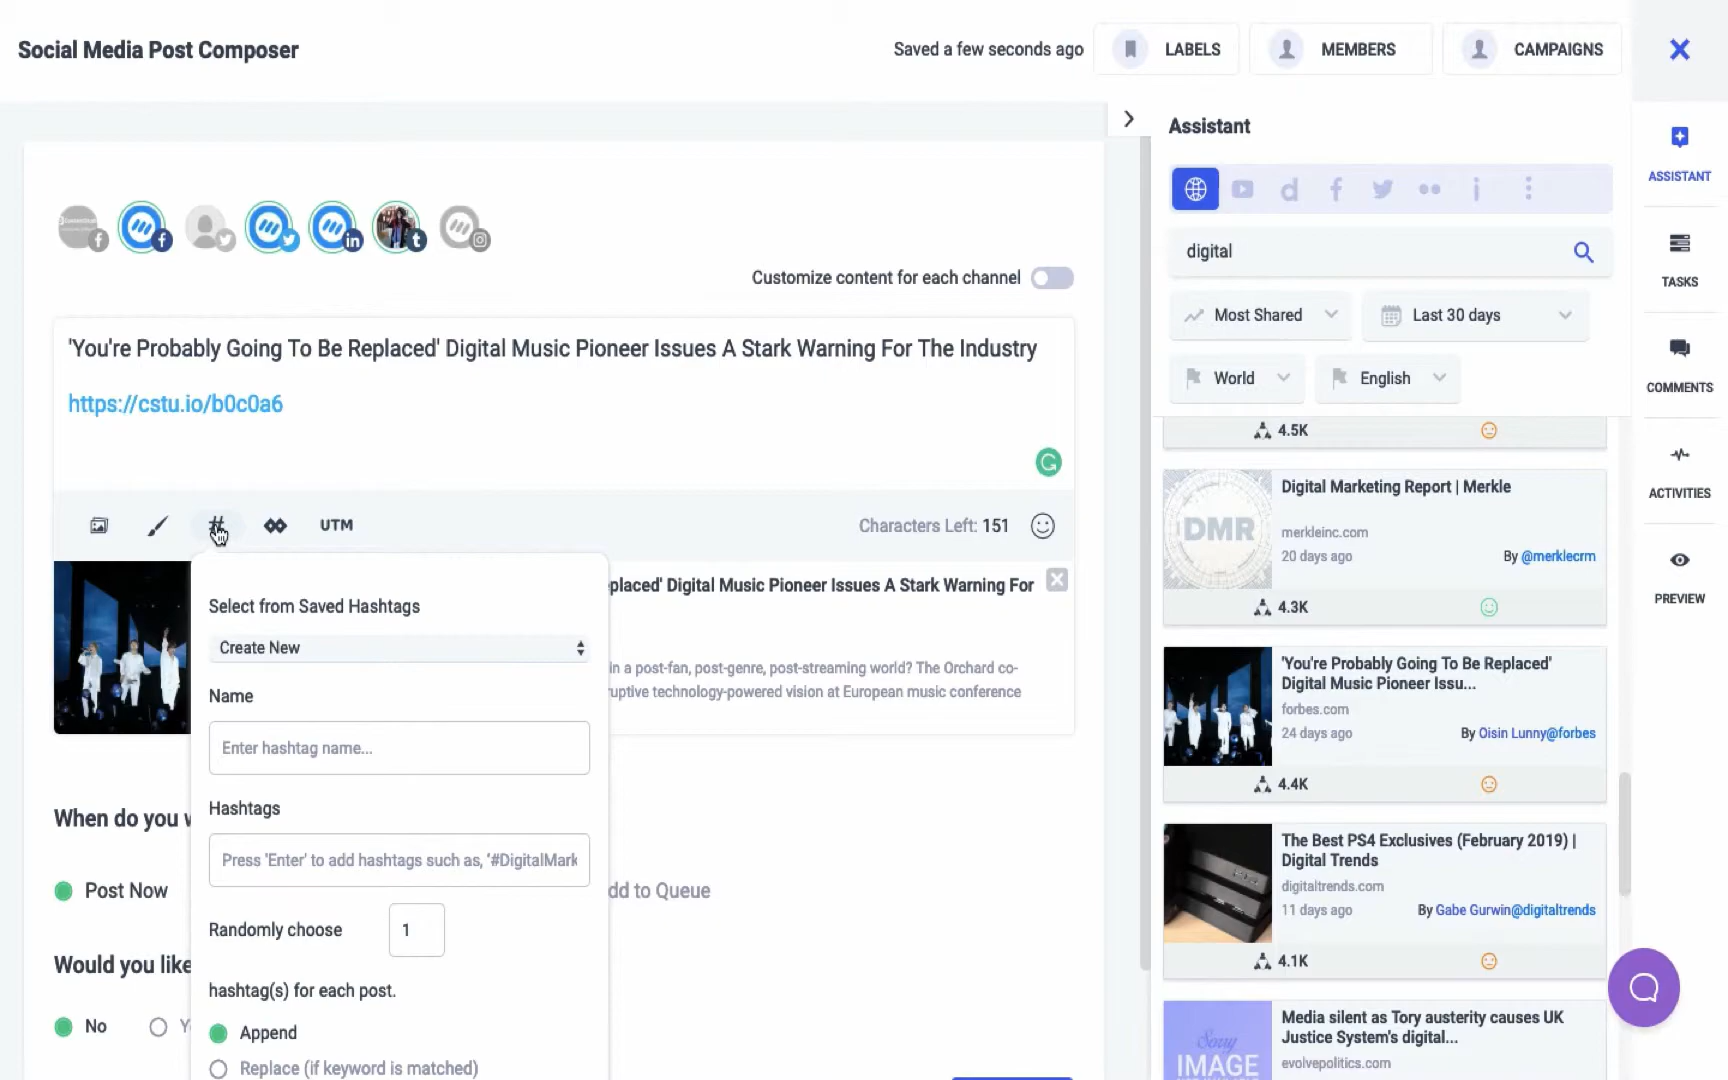 Social Media Post Composer
Saved a few seconds ago
LABELS
MEMBERS
CAMPAIGNS
Customize content for each channel
'You're Probably Going To Be Replaced' Digital Music Pioneer Issues A Stark Warning For The Industry
https://cstu.io/b0c0a6
UTM
Characters Left: 151
placed' Digital Music Pioneer Issues A Stark Warning For
in a post-fan, post-genre, post-streaming world? The Orchard co-
ruptive technology-powered vision at European music conference
Select from Saved Hashtags
Create New
Name
Enter hashtag name...
Hashtags
Press 'Enter' to add hashtags such as, '#DigitalMark
Randomly choose
1
hashtag(s) for each post.
Append
Replace (if keyword is matched)
When do you w
Post Now
dd to Queue
Would you like
No
Assistant
digital
Most Shared
Last 30 days
World
English
4.5K
Digital Marketing Report | Merkle
DMR
merkleinc.com
20 days ago
By @merklecrm
4.3K
'You're Probably Going To Be Replaced'
Digital Music Pioneer Issu...
forbes.com
24 days ago
By Oisin Lunny@forbes
4.4K
The Best PS4 Exclusives (February 2019) |
Digital Trends
digitaltrends.com
11 days ago
By Gabe Gurwin@digitaltrends
4.1K
Media silent as Tory austerity causes UK
Justice System's digital...
Sorry
IMAGE
evolvepolitics.com
ASSISTANT
TASKS
COMMENTS
ACTIVITIES
PREVIEW